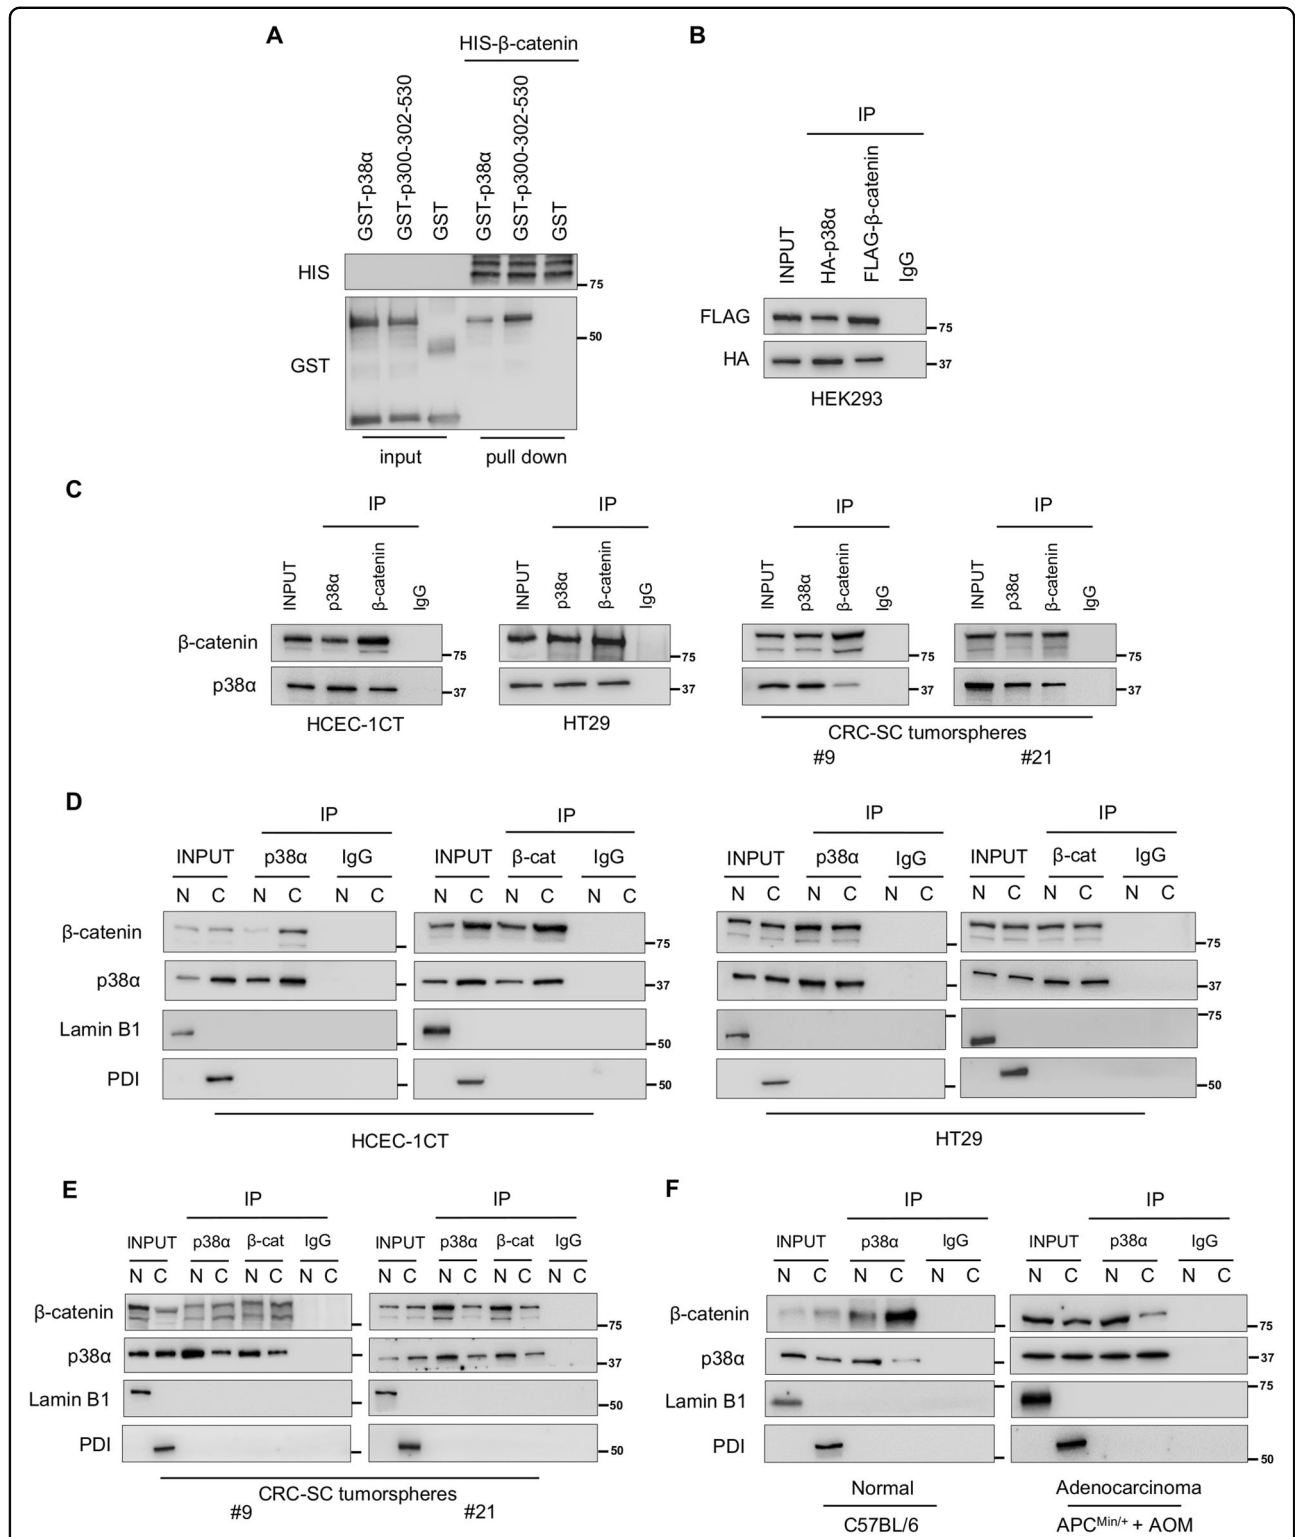 A
HIS-β-catenin
GST-p38α
GST-p300-302-530
GST
GST-p38α
GST-p300-302-530
GST
HIS
75
GST
50
input
pull down
B
IP
INPUT
HA-p38α
FLAG-β-catenin
IgG
FLAG
75
HA
37
HEK293
C
IP
IP
IP
IP
INPUT
p38α
β-catenin
IgG
INPUT
p38α
β-catenin
IgG
INPUT
p38α
β-catenin
IgG
INPUT
p38α
β-catenin
IgG
β-catenin
75
75
75
75
p38α
37
37
37
37
HCEC-1CT
HT29
CRC-SC tumorspheres
#9
#21
D
IP
IP
IP
IP
INPUT p38α IgG
INPUT β-cat IgG
INPUT p38α IgG
INPUT β-cat IgG
N C N C N C
N C N C N C
N C N C N C
N C N C N C
β-catenin
75
75
p38α
37
37
Lamin B1
50
75
PDI
50
50
HCEC-1CT
HT29
E
IP
IP
INPUT p38α β-cat IgG
INPUT p38α β-cat IgG
N C N C N C N C
N C N C N C N C
β-catenin
75
p38α
37
Lamin B1
50
PDI
50
CRC-SC tumorspheres
#9
#21
F
IP
IP
INPUT p38α IgG
INPUT p38α IgG
N C N C N C
N C N C N C
β-catenin
75
p38α
37
Lamin B1
75
PDI
50
Normal
C57BL/6
Adenocarcinoma
APCMin/+ + AOM